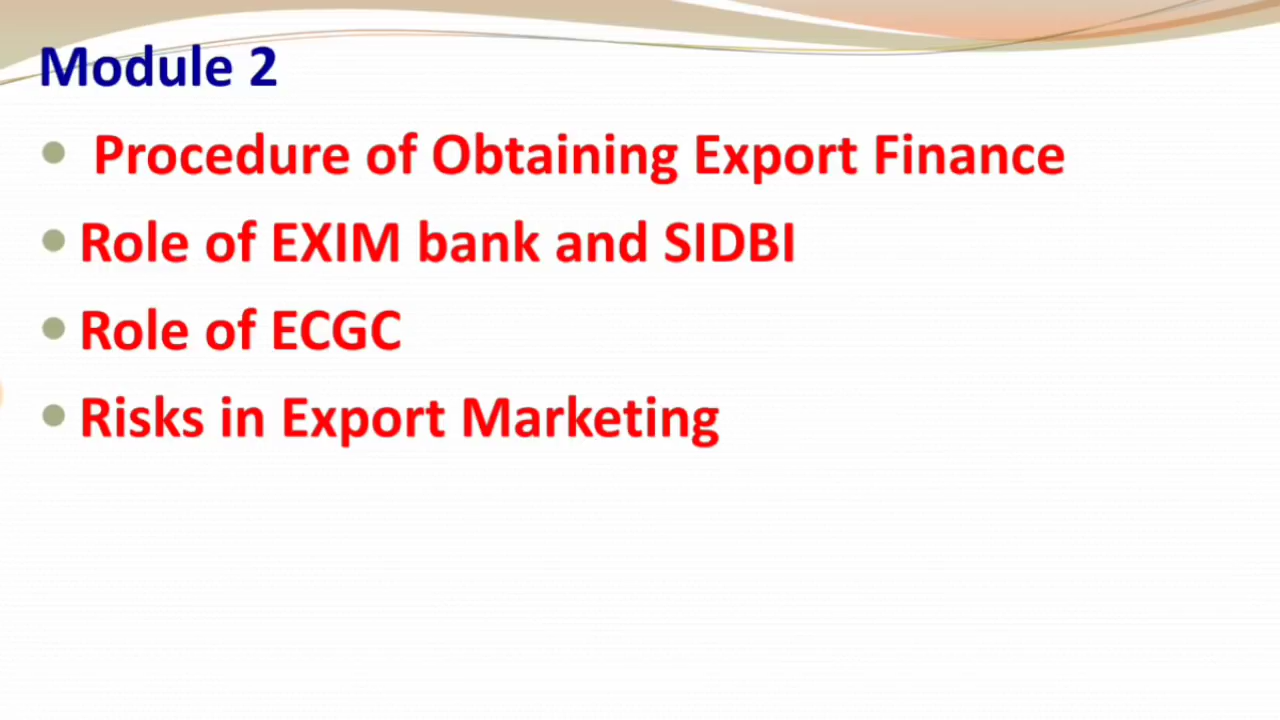 Module 2
Procedure of Obtaining Export Finance
Role of EXIM bank and SIDBI
Role of ECGC
Risks in Export Marketing